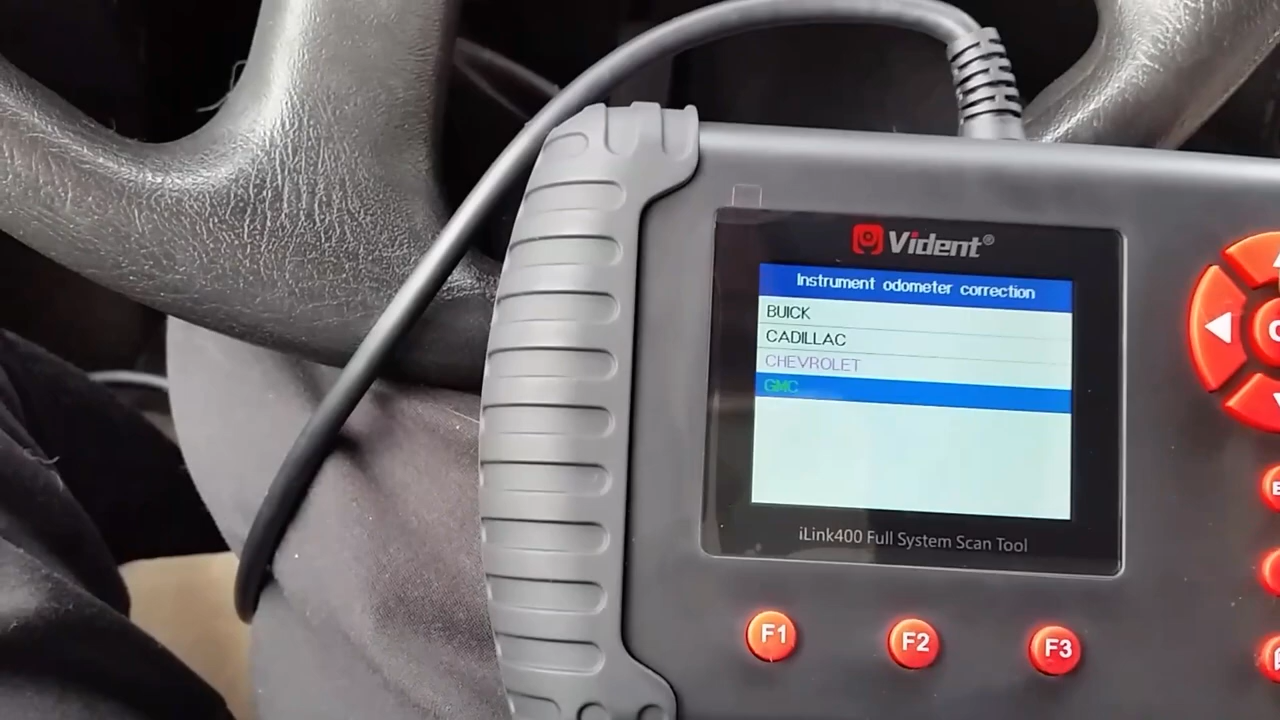 Vident®
Instrument odometer correction
BUICK
CADILLAC
CHEVROLET
GMC
iLink400 Full System Scan Tool
F1
F2
F3